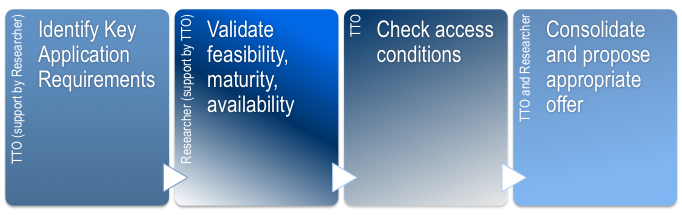 TTO (support by Researcher)
Identify Key
Application
Requirements
Researcher (support by TTO)
Validate
feasibility,
maturity,
availability
TTO
Check access
conditions
TTO and Researcher
Consolidate
and propose
appropriate
offer